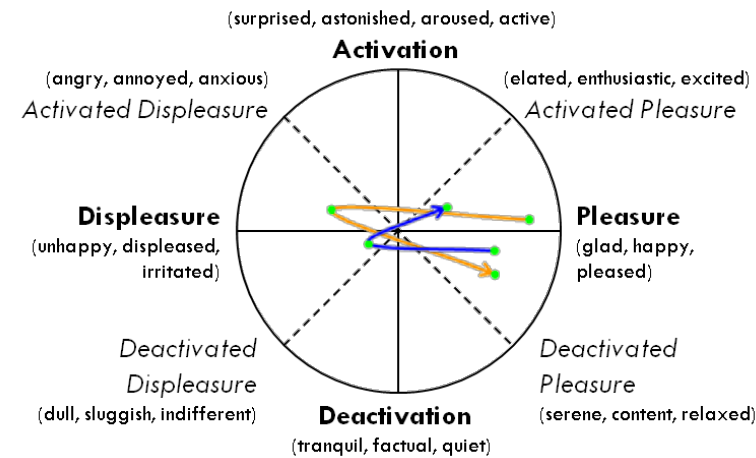 (surprised, astonished, aroused, active)
Activation
(angry, annoyed, anxious)
Activated Displeasure
(elated, enthusiastic, excited)
Activated Pleasure
Displeasure
(unhappy, displeased,
irritated)
Pleasure
(glad, happy,
pleased)
Deactivated
Displeasure
(dull, sluggish, indifferent)
Deactivation
(tranquil, factual, quiet)
Deactivated
Pleasure
(serene, content, relaxed)